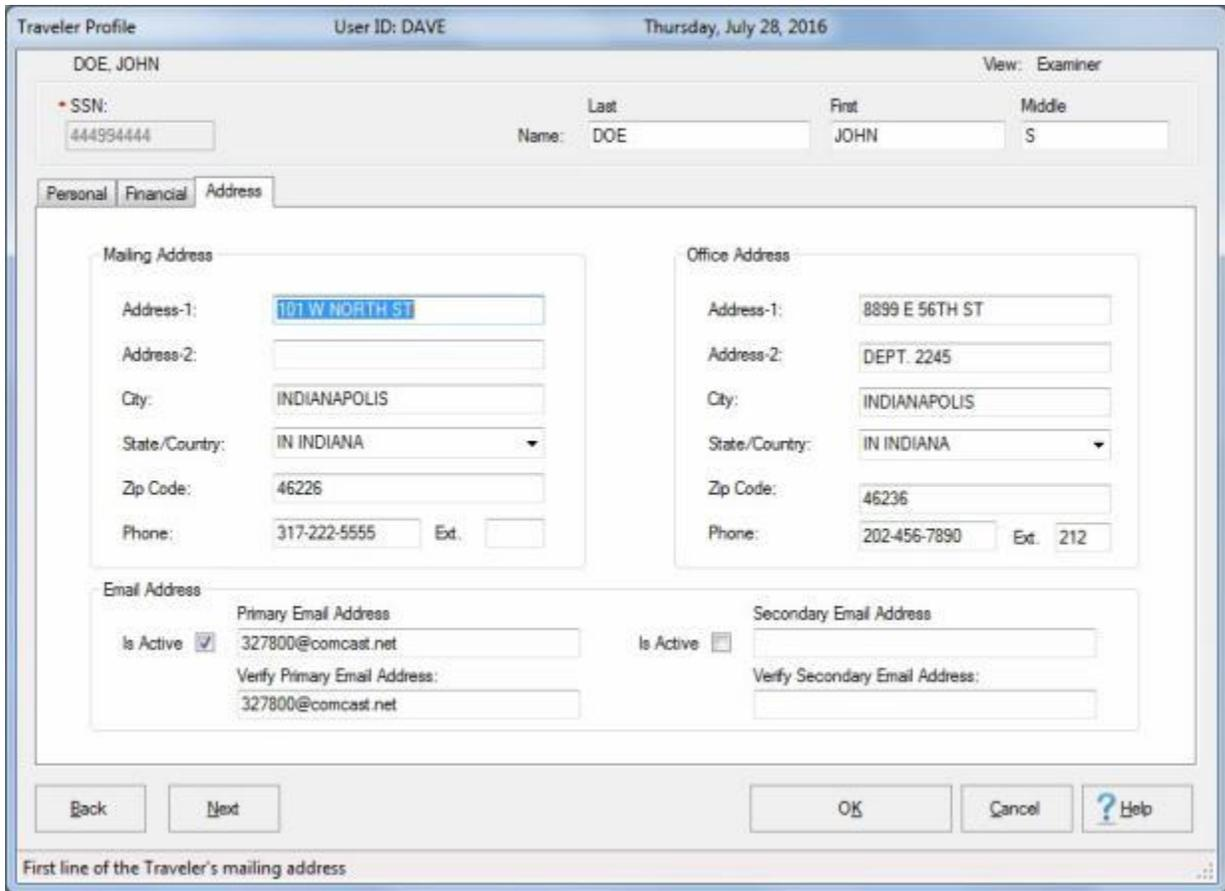 Traveler Profile User ID: DAVE Thursday, July 28, 2016
DOE, JOHN View: Examiner
* SSN: Last First Middle
444994444 Name: DOE JOHN S
Personal Financial Address
Mailing Address Office Address
Address-1: 101 W NORTH ST Address-1: 8899 E 56TH ST
Address-2: Address-2: DEPT. 2245
City: INDIANAPOLIS City: INDIANAPOLIS
State/Country: IN INDIANA State/Country: IN INDIANA
Zip Code: 46226 Zip Code: 46236
Phone: 317-222-5555 Ext. Phone: 202-456-7890 Ext. 212
Email Address
Primary Email Address Secondary Email Address
Is Active 327800@comcast.net Is Active
Verify Primary Email Address: Verify Secondary Email Address:
327800@comcast.net
Back Next OK Cancel ? Help
First line of the Traveler's mailing address